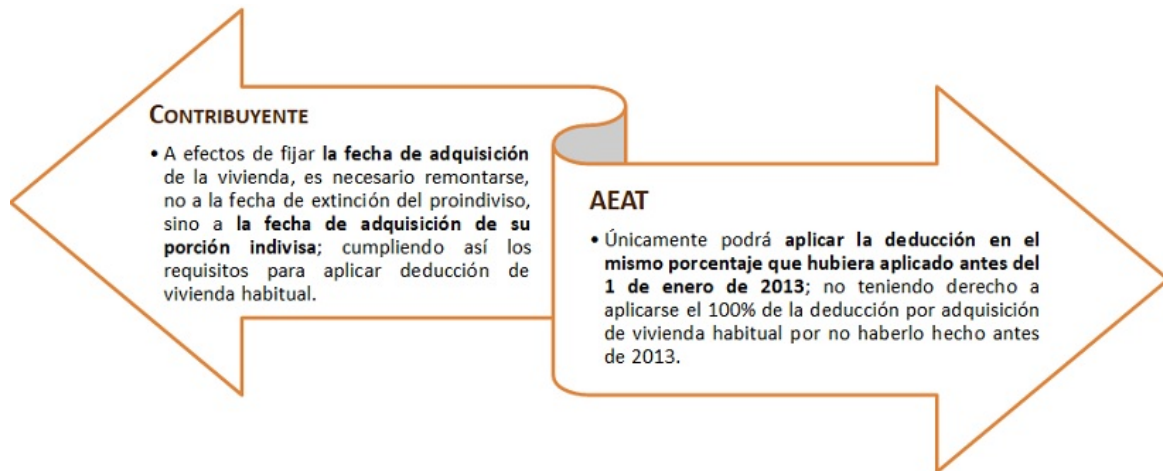 CONTRIBUYENTE
• A efectos de fijar la fecha de adquisición
de la vivienda, es necesario remontarse,
no a la fecha de extinción del proindiviso,
sino a la fecha de adquisición de su
porción indivisa; cumpliendo así los
requisitos para aplicar deducción de
vivienda habitual.
AEAT
• Únicamente podrá aplicar la deducción en el
mismo porcentaje que hubiera aplicado antes del
1 de enero de 2013; no teniendo derecho a
aplicarse el 100% de la deducción por adquisición
de vivienda habitual por no haberlo hecho antes
de 2013.